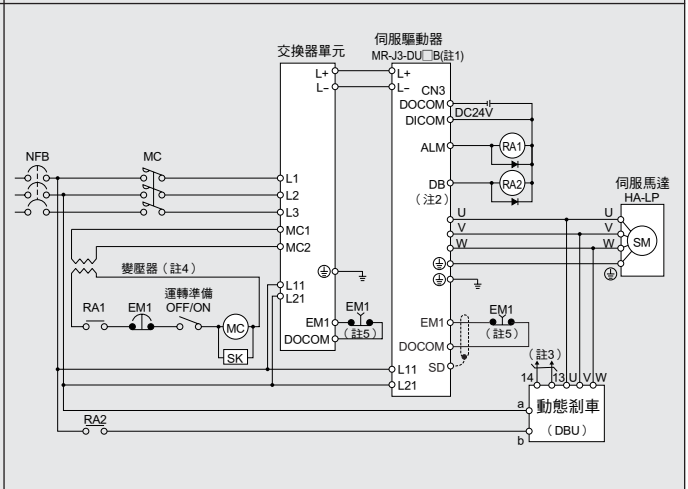 交換器單元
伺服驅動器
MR-J3-DU□B(註1)
L+
L−
L+
L−
CN3
DOCOM
DC24V
DICOM
ALM
RA1
DB
（注2）
RA2
NFB
MC
L1
L2
L3
MC1
MC2
伺服馬達
HA-LP
U
V
W
U
V
W
SM
變壓器（註4）
運轉準備
OFF/ON
RA1
EM1
MC
SK
L11
L21
EM1
EM1
（註5）
DOCOM
EM1
EM1
（註5）
DOCOM
SD
L11
L21
（註3）
14
13
U
V
W
a
動態剎車
（DBU）
b
RA2